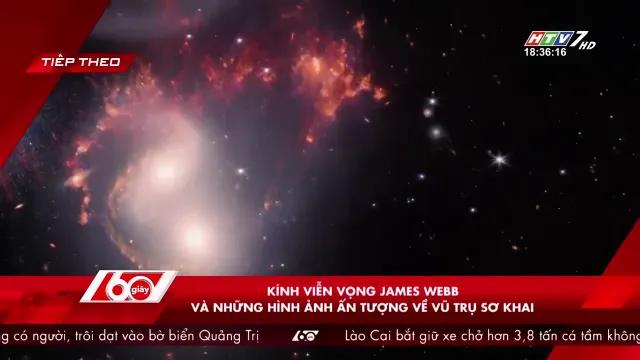 TIẾP THEO
HTV7 HD
18:36:16
60 giây
KÍNH VIỄN VỌNG JAMES WEBB
VÀ NHỮNG HÌNH ẢNH ẤN TƯỢNG VỀ VŨ TRỤ SƠ KHAI
g có người, trôi dạt vào bờ biển Quảng Trị 60 Lào Cai bắt giữ xe chở hơn 3,8 tấn cá tầm không